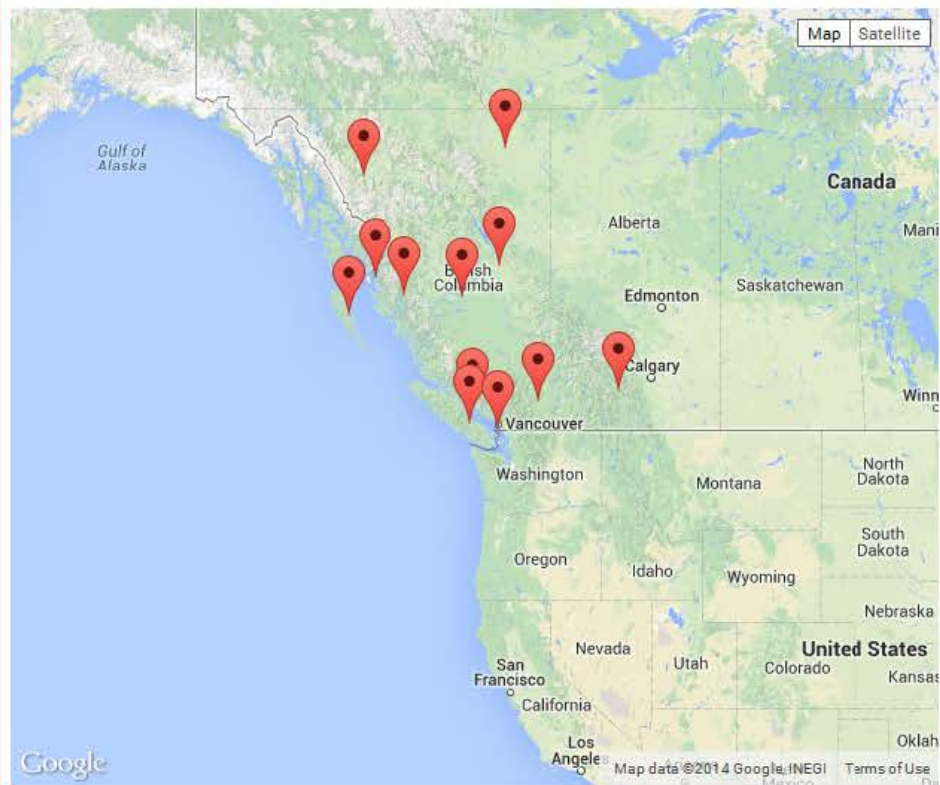 Map Satellite
Gulf of
Alaska
Canada
Alberta
Mani
British
Columbia
Edmonton
Saskatchewan
Calgary
Winn
Vancouver
Washington
North
Dakota
Montana
South
Dakota
Oregon
Idaho
Wyoming
Nebraska
Nevada
United States
Utah
Colorado
San
Francisco
Kansas
California
Oklah
Los
Angeles
Google
Map data ©2014 Google, INEGI Terms of Use